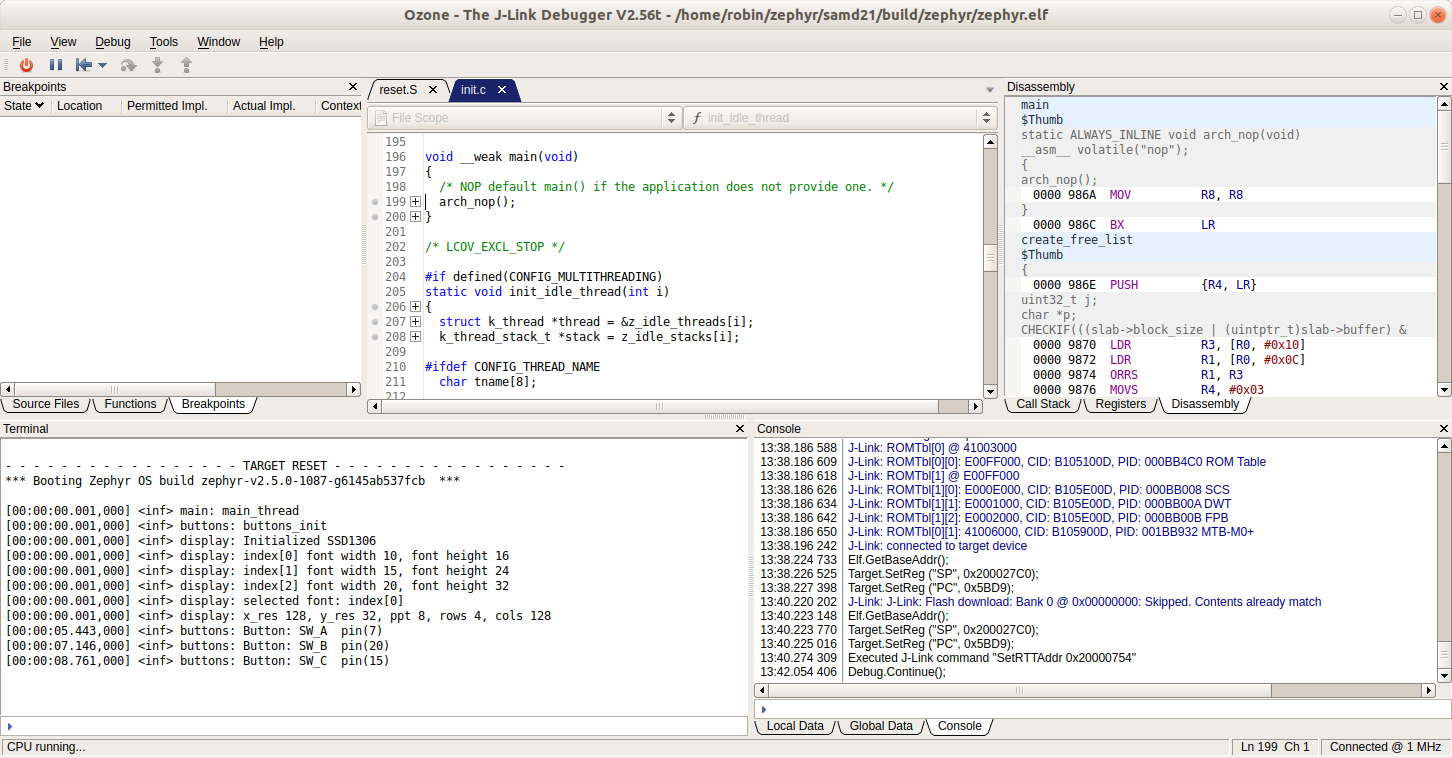 Ozone - The J-Link Debugger V2.56t - /home/robin/zephyr/samd21/build/zephyr/zephyr.elf
File View Debug Tools Window Help
Breakpoints
State Location Permitted Impl. Actual Impl. Context
Source Files Functions Breakpoints
reset.S init.c
File Scope init_idle_thread
195
196 void __weak main(void)
197 {
198 /* NOP default main() if the application does not provide one. */
199 arch_nop();
200 }
201
202 /* LCOV_EXCL_STOP */
203
204 #if defined(CONFIG_MULTITHREADING)
205 static void init_idle_thread(int i)
206 {
207 struct k_thread *thread = &z_idle_threads[i];
208 k_thread_stack_t *stack = z_idle_stacks[i];
209
210 #ifdef CONFIG_THREAD_NAME
211 char tname[8];
212
Disassembly
main
$Thumb
static ALWAYS_INLINE void arch_nop(void)
__asm__ volatile("nop");
{
arch_nop();
0000 986A MOV R8, R8
}
0000 986C BX LR
create_free_list
$Thumb
{
0000 986E PUSH {R4, LR}
uint32_t j;
char *p;
CHECKIF(((slab->block_size | (uintptr_t)slab->buffer) &
0000 9870 LDR R3, [R0, #0x10]
0000 9872 LDR R1, [R0, #0x0C]
0000 9874 ORRS R1, R3
0000 9876 MOVS R4, #0x03
Call Stack Registers Disassembly
Terminal
- - - - - - - - - - - - - - - - - TARGET RESET - - - - - - - - - - - - - - - - -
*** Booting Zephyr OS build zephyr-v2.5.0-1087-g6145ab537fcb ***
[00:00:00.001,000] <inf> main: main_thread
[00:00:00.001,000] <inf> buttons: buttons_init
[00:00:00.001,000] <inf> display: Initialized SSD1306
[00:00:00.001,000] <inf> display: index[0] font width 10, font height 16
[00:00:00.001,000] <inf> display: index[1] font width 15, font height 24
[00:00:00.001,000] <inf> display: index[2] font width 20, font height 32
[00:00:00.001,000] <inf> display: selected font: index[0]
[00:00:00.001,000] <inf> display: x_res 128, y_res 32, ppt 8, rows 4, cols 128
[00:00:05.443,000] <inf> buttons: Button: SW_A pin(7)
[00:00:07.146,000] <inf> buttons: Button: SW_B pin(20)
[00:00:08.761,000] <inf> buttons: Button: SW_C pin(15)
Console
13:38.186 588 J-Link: ROMTbl[0] @ 41003000
13:38.186 609 J-Link: ROMTbl[0][0]: E00FF000, CID: B105100D, PID: 000BB4C0 ROM Table
13:38.186 618 J-Link: ROMTbl[1] @ E00FF000
13:38.186 626 J-Link: ROMTbl[1][0]: E000E000, CID: B105E00D, PID: 000BB008 SCS
13:38.186 634 J-Link: ROMTbl[1][1]: E0001000, CID: B105E00D, PID: 000BB00A DWT
13:38.186 642 J-Link: ROMTbl[1][2]: E0002000, CID: B105E00D, PID: 000BB00B FPB
13:38.186 650 J-Link: ROMTbl[0][1]: 41006000, CID: B105900D, PID: 001BB932 MTB-M0+
13:38.196 242 J-Link: connected to target device
13:38.224 733 Elf.GetBaseAddr();
13:38.226 525 Target.SetReg ("SP", 0x200027C0);
13:38.227 398 Target.SetReg ("PC", 0x5BD9);
13:40.220 202 J-Link: J-Link: Flash download: Bank 0 @ 0x00000000: Skipped. Contents already match
13:40.223 148 Elf.GetBaseAddr();
13:40.223 770 Target.SetReg ("SP", 0x200027C0);
13:40.225 016 Target.SetReg ("PC", 0x5BD9);
13:40.274 309 Executed J-Link command "SetRTTAddr 0x20000754"
13:42.054 406 Debug.Continue();
Local Data Global Data Console
CPU running... Ln 199 Ch 1 Connected @ 1 MHz